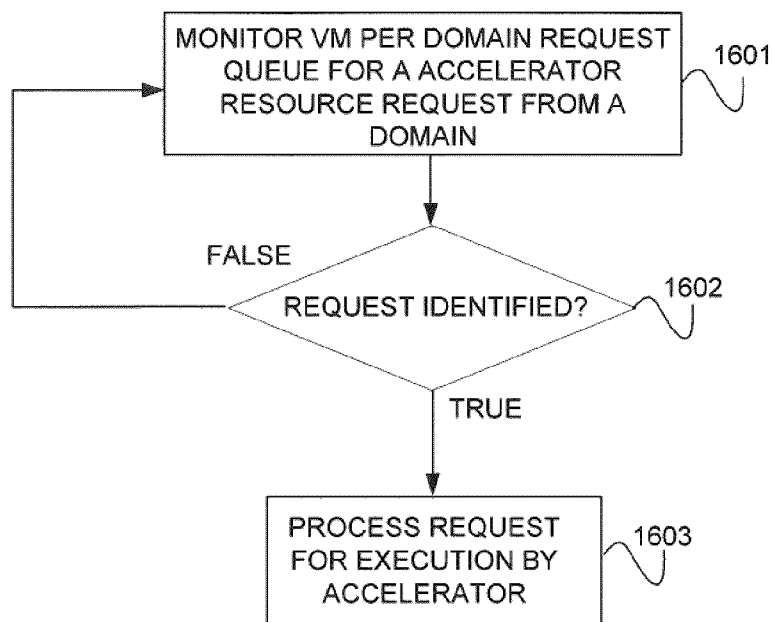 MONITOR VM PER DOMAIN REQUEST
QUEUE FOR A ACCELERATOR
RESOURCE REQUEST FROM A
DOMAIN
1601
FALSE
REQUEST IDENTIFIED?
1602
TRUE
PROCESS REQUEST
FOR EXECUTION BY
ACCELERATOR
1603